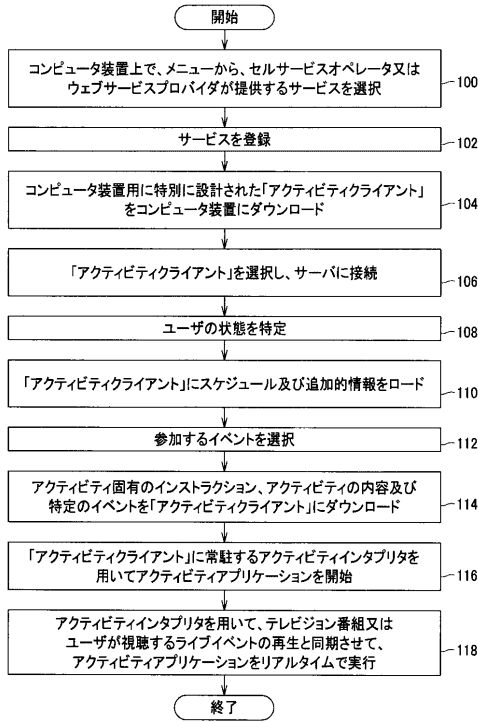 開始
コンピュータ装置上で、メニューから、セルサービスオペレータ又は
ウェブサービスプロバイダが提供するサービスを選択
100
サービスを登録
102
コンピュータ装置用に特別に設計された「アクティビティクライアント」
をコンピュータ装置にダウンロード
104
「アクティビティクライアント」を選択し、サーバに接続
106
ユーザの状態を特定
108
「アクティビティクライアント」にスケジュール及び追加的情報をロード
110
参加するイベントを選択
112
アクティビティ固有のインストラクション、アクティビティの内容及び
特定のイベントを「アクティビティクライアント」にダウンロード
114
「アクティビティクライアント」に常駐するアクティビティインタプリタを
用いてアクティビティアプリケーションを開始
116
アクティビティインタプリタを用いて、テレビジョン番組又は
ユーザが視聴するライブイベントの再生と同期させて、
アクティビティアプリケーションをリアルタイムで実行
118
終了